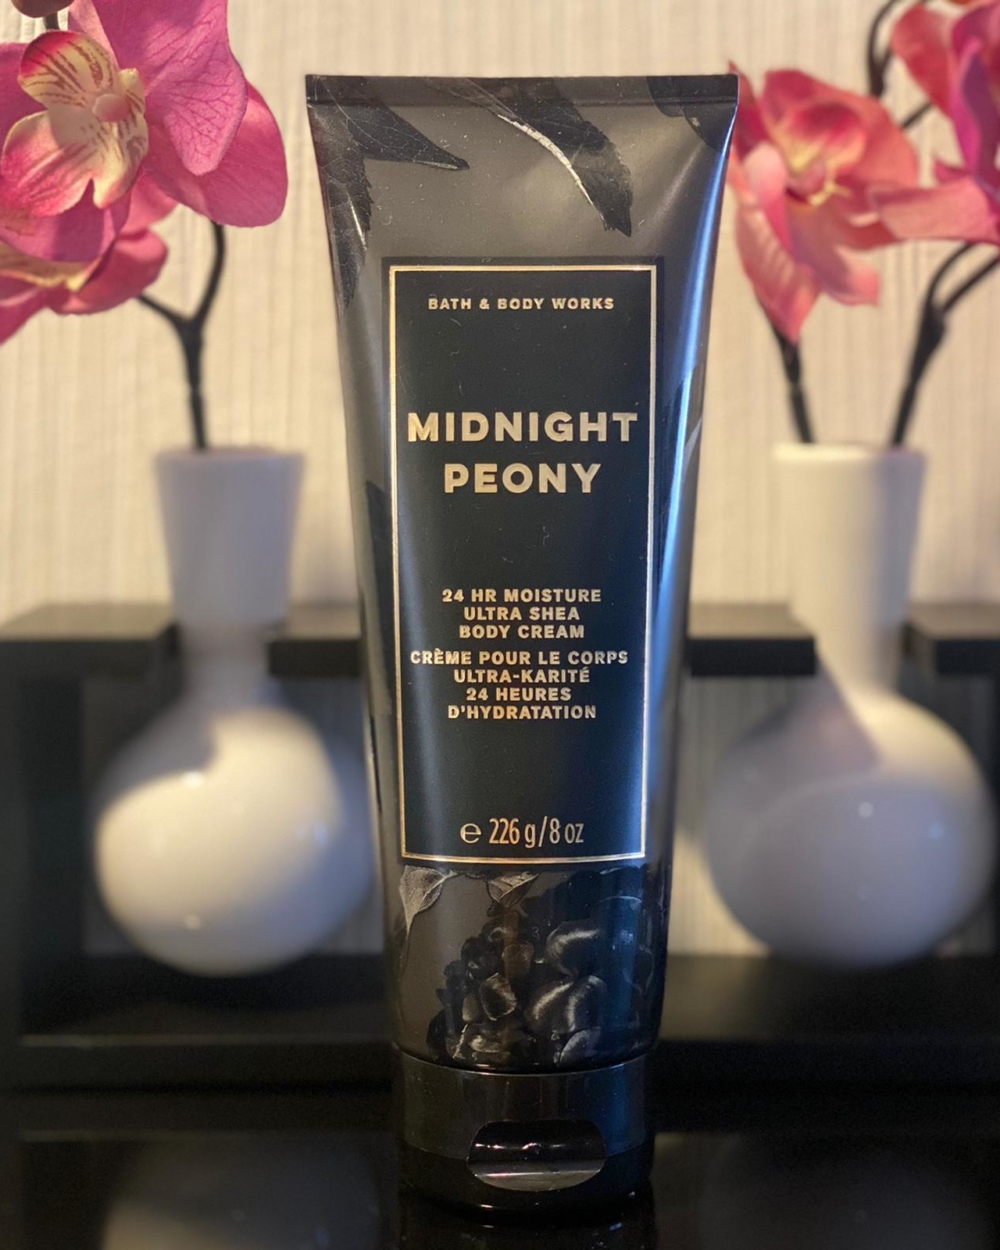 BATH & BODY WORKS
MIDNIGHT
PEONY
24 HR MOISTURE
ULTRA SHEA
BODY CREAM
CRÈME POUR LE CORPS
ULTRA-KARITÉ
24 HEURES
D'HYDRATATION
℮ 226 g/8 oz